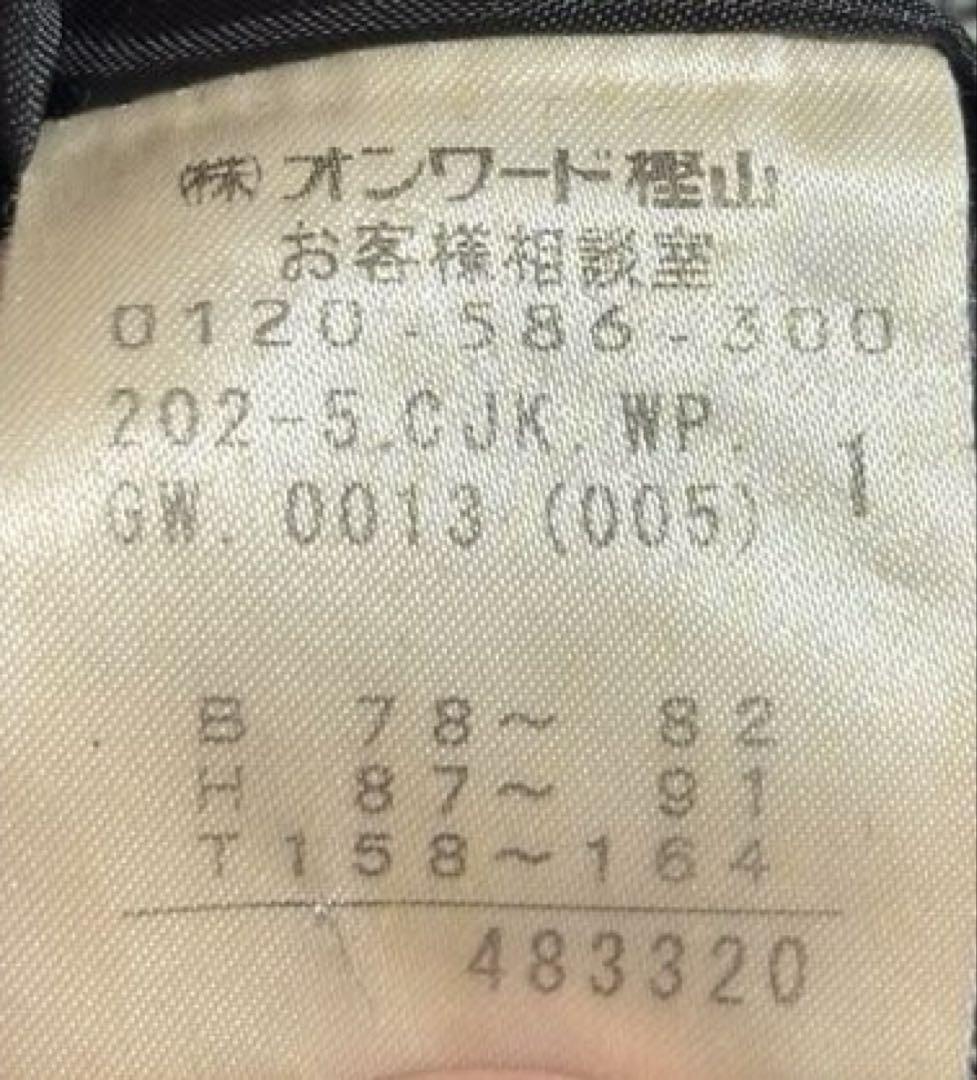 ㈱オンワード樫山
お客様相談室
0120-586-300
202-5.CJK.WP.
GW.0013(005)
1
B 78～ 82
H 87～ 91
T158～164
483320